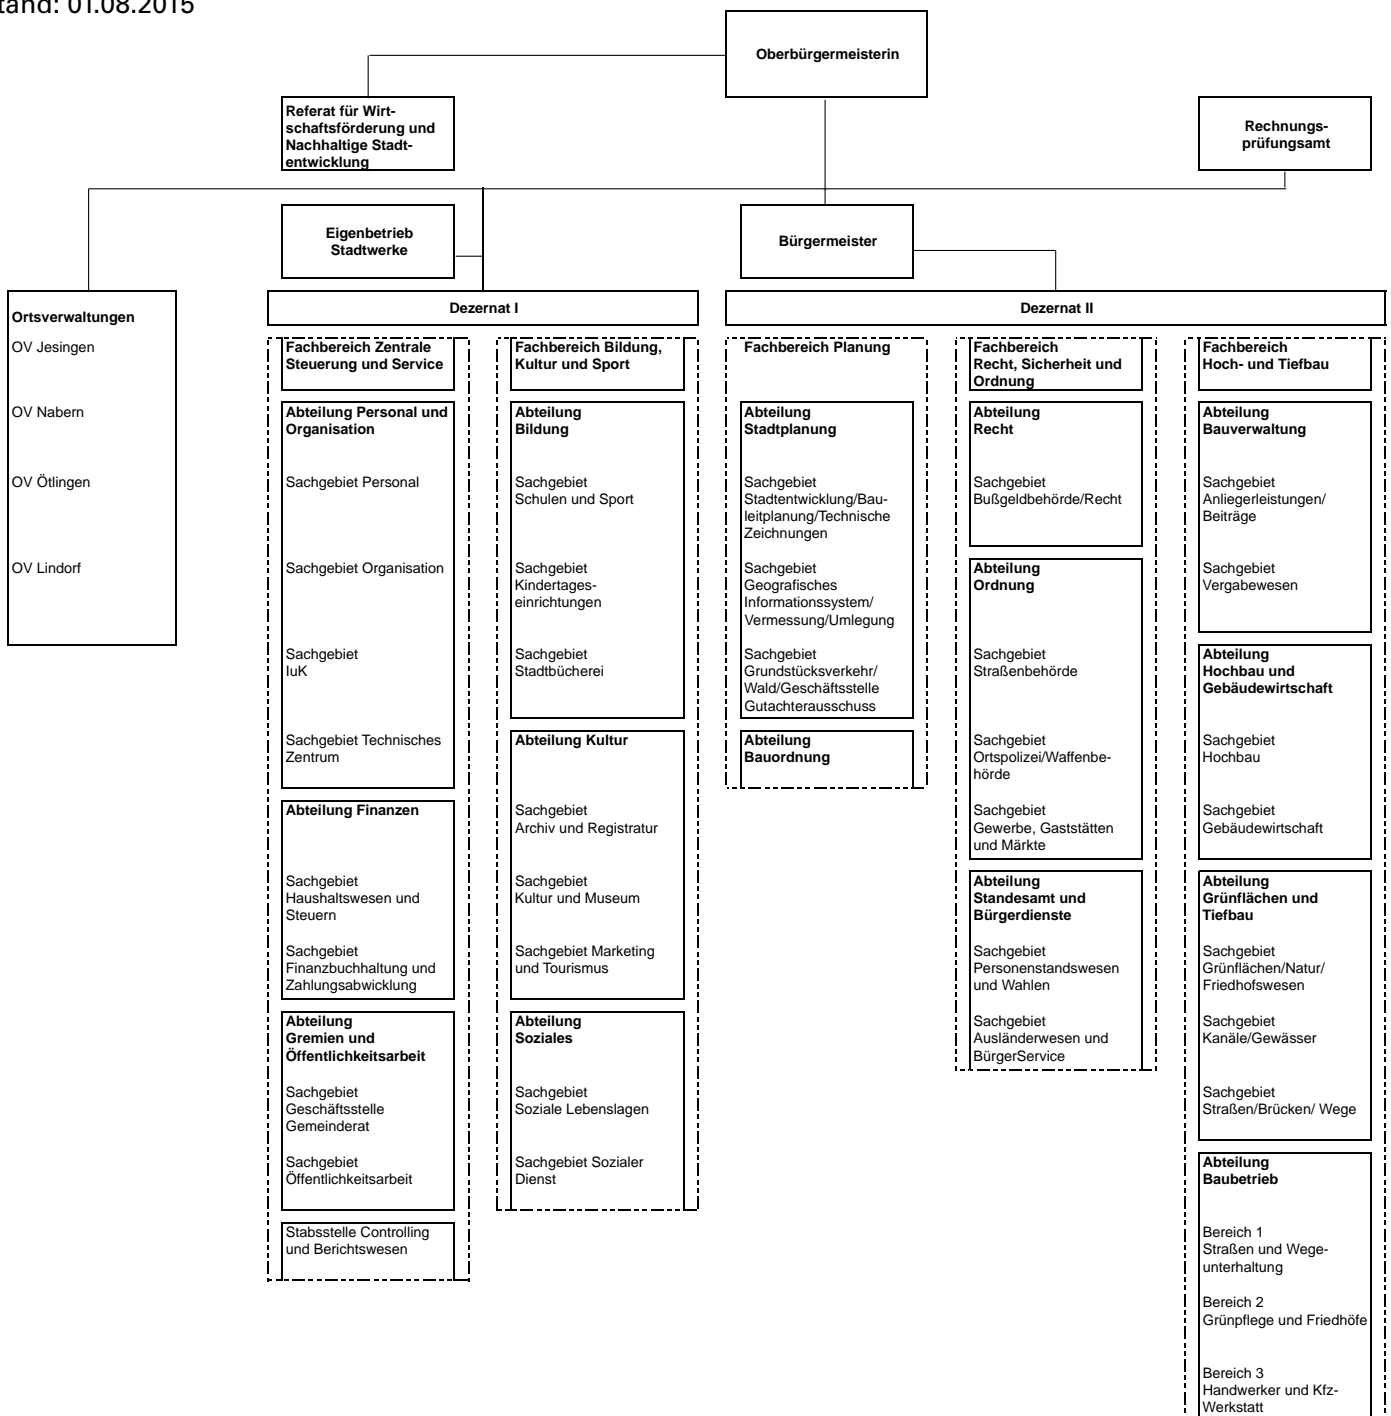 tand: 01.08.2015
Oberbürgermeisterin
Referat für Wirt-
schaftsförderung und
Nachhaltige Stadt-
entwicklung
Rechnungs-
prüfungsamt
Eigenbetrieb
Stadtwerke
Bürgermeister
Ortsverwaltungen
OV Jesingen
OV Nabern
OV Ötlingen
OV Lindorf
Dezernat I
Fachbereich Zentrale
Steuerung und Service
Abteilung Personal und
Organisation
Sachgebiet Personal
Sachgebiet Organisation
Sachgebiet
IuK
Sachgebiet Technisches
Zentrum
Abteilung Finanzen
Sachgebiet
Haushaltswesen und
Steuern
Sachgebiet
Finanzbuchhaltung und
Zahlungsabwicklung
Abteilung
Gremien und
Öffentlichkeitsarbeit
Sachgebiet
Geschäftsstelle
Gemeinderat
Sachgebiet
Öffentlichkeitsarbeit
Stabsstelle Controlling
und Berichtswesen
Fachbereich Bildung,
Kultur und Sport
Abteilung
Bildung
Sachgebiet
Schulen und Sport
Sachgebiet
Kindertages-
einrichtungen
Sachgebiet
Stadtbücherei
Abteilung Kultur
Sachgebiet
Archiv und Registratur
Sachgebiet
Kultur und Museum
Sachgebiet Marketing
und Tourismus
Abteilung
Soziales
Sachgebiet
Soziale Lebenslagen
Sachgebiet Sozialer
Dienst
Dezernat II
Fachbereich Planung
Abteilung
Stadtplanung
Sachgebiet
Stadtentwicklung/Bau-
leitplanung/Technische
Zeichnungen
Sachgebiet
Geografisches
Informationssystem/
Vermessung/Umlegung
Sachgebiet
Grundstücksverkehr/
Wald/Geschäftsstelle
Gutachterausschuss
Abteilung
Bauordnung
Fachbereich
Recht, Sicherheit und
Ordnung
Abteilung
Recht
Sachgebiet
Bußgeldbehörde/Recht
Abteilung
Ordnung
Sachgebiet
Straßenbehörde
Sachgebiet
Ortspolizei/Waffenbe-
hörde
Sachgebiet
Gewerbe, Gaststätten
und Märkte
Abteilung
Standesamt und
Bürgerdienste
Sachgebiet
Personenstandswesen
und Wahlen
Sachgebiet
Ausländerwesen und
BürgerService
Fachbereich
Hoch- und Tiefbau
Abteilung
Bauverwaltung
Sachgebiet
Anliegerleistungen/
Beiträge
Sachgebiet
Vergabewesen
Abteilung
Hochbau und
Gebäudewirtschaft
Sachgebiet
Hochbau
Sachgebiet
Gebäudewirtschaft
Abteilung
Grünflächen und
Tiefbau
Sachgebiet
Grünflächen/Natur/
Friedhofswesen
Sachgebiet
Kanäle/Gewässer
Sachgebiet
Straßen/Brücken/ Wege
Abteilung
Baubetrieb
Bereich 1
Straßen und Wege-
unterhaltung
Bereich 2
Grünpflege und Friedhöfe
Bereich 3
Handwerker und Kfz-
Werkstatt